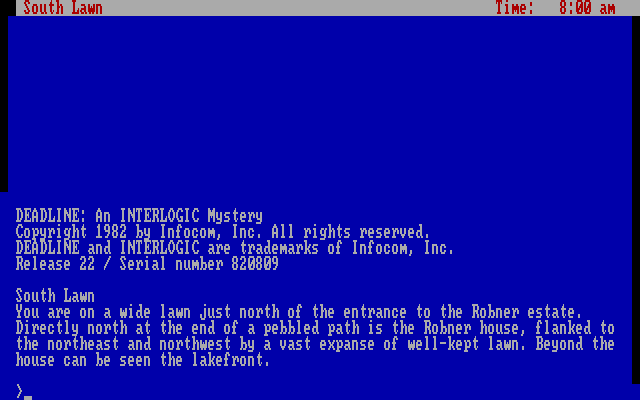 South Lawn Time: 8:00 am
DEADLINE: An INTERLOGIC Mystery
Copyright 1982 by Infocom, Inc. All rights reserved.
DEADLINE and INTERLOGIC are trademarks of Infocom, Inc.
Release 22 / Serial number 820809
South Lawn
You are on a wide lawn just north of the entrance to the Robner estate.
Directly north at the end of a pebbled path is the Robner house, flanked to
the northeast and northwest by a vast expanse of well-kept lawn. Beyond the
house can be seen the lakefront.
>_